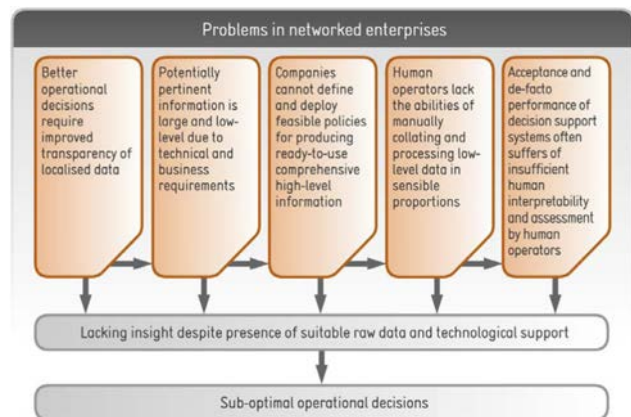 Problems in networked enterprises
Better
operational
decisions
require
improved
transparency of
localised data
Potentially
pertinent
information is
large and low-
level due to
technical and
business
requirements
Companies
cannot define
and deploy
feasible policies
for producing
ready-to-use
comprehensive
high-level
information
Human
operators lack
the abilities of
manually
collating and
processing low-
level data in
sensible
proportions
Acceptance and
de-facto
performance of
decision support
systems often
suffers of
insufficient
human
interpretability
and assessment
by human
operators
Lacking insight despite presence of suitable raw data and technological support
Sub-optimal operational decisions